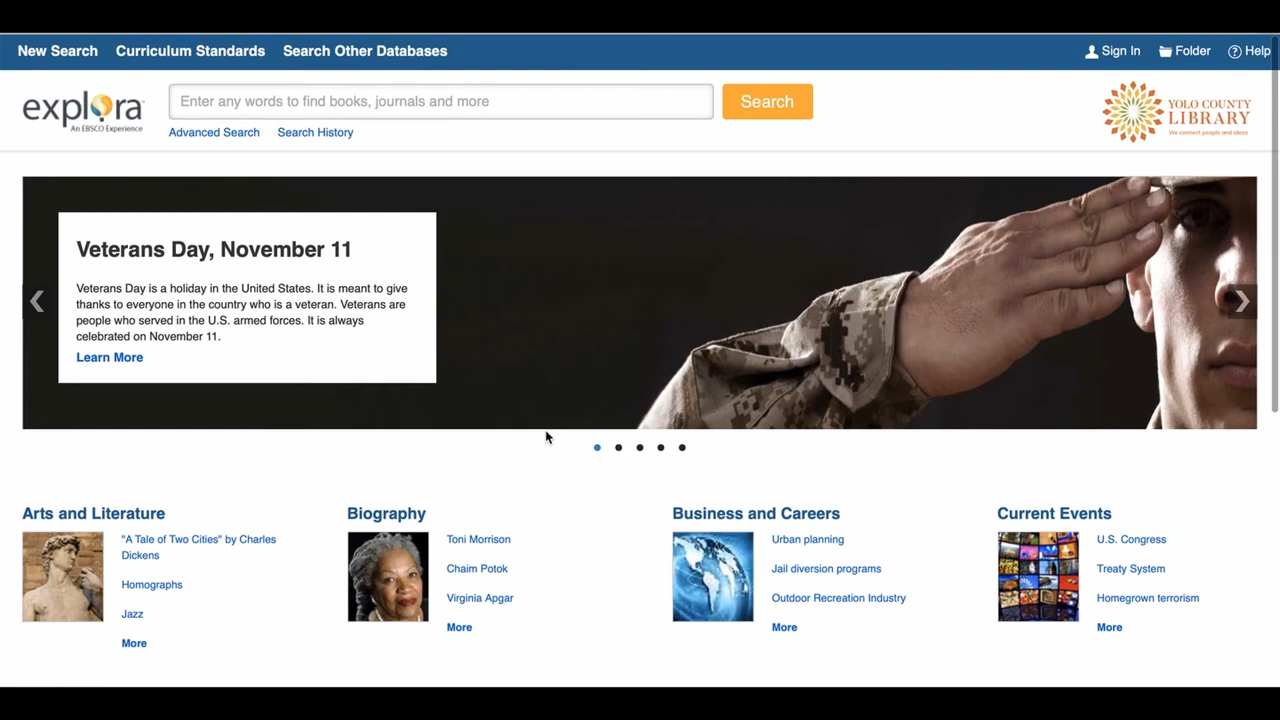 New Search Curriculum Standards Search Other Databases Sign In Folder Help
explora
An EBSCO Experience
Enter any words to find books, journals and more
Search
Advanced Search Search History
YOLO COUNTY
LIBRARY
We connect people and ideas
Veterans Day, November 11
Veterans Day is a holiday in the United States. It is meant to give
thanks to everyone in the country who is a veteran. Veterans are
people who served in the U.S. armed forces. It is always
celebrated on November 11.
Learn More
Arts and Literature
"A Tale of Two Cities" by Charles
Dickens
Homographs
Jazz
More
Biography
Toni Morrison
Chaim Potok
Virginia Apgar
More
Business and Careers
Urban planning
Jail diversion programs
Outdoor Recreation Industry
More
Current Events
U.S. Congress
Treaty System
Homegrown terrorism
More